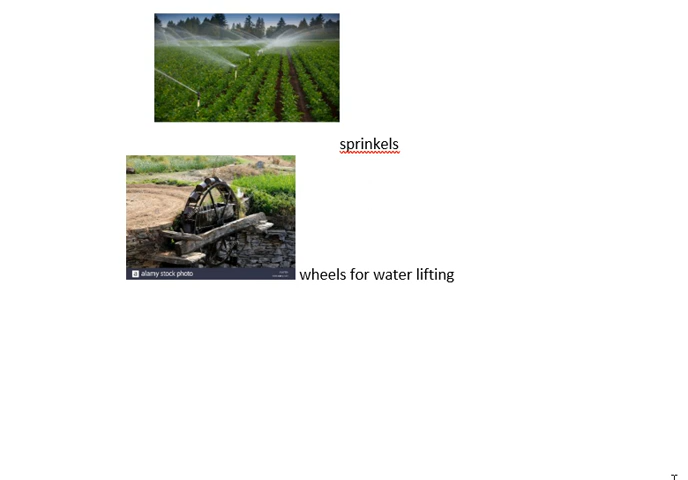 sprinkels
a alamy stock photo
wheels for water lifting